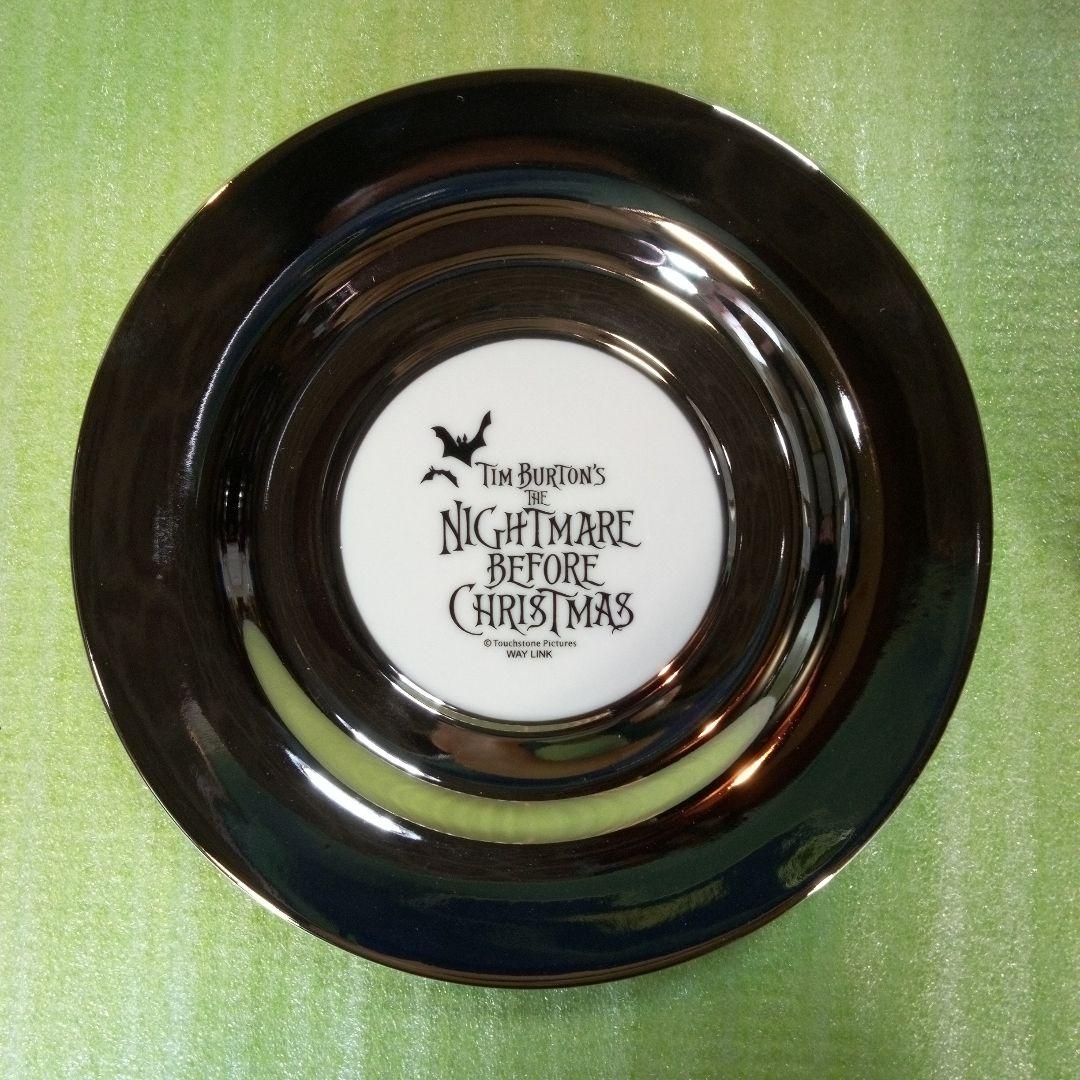 TIM BURTON'S
THE
NIGHTMARE
BEFORE
CHRISTMAS
© Touchstone Pictures
WAY LINK